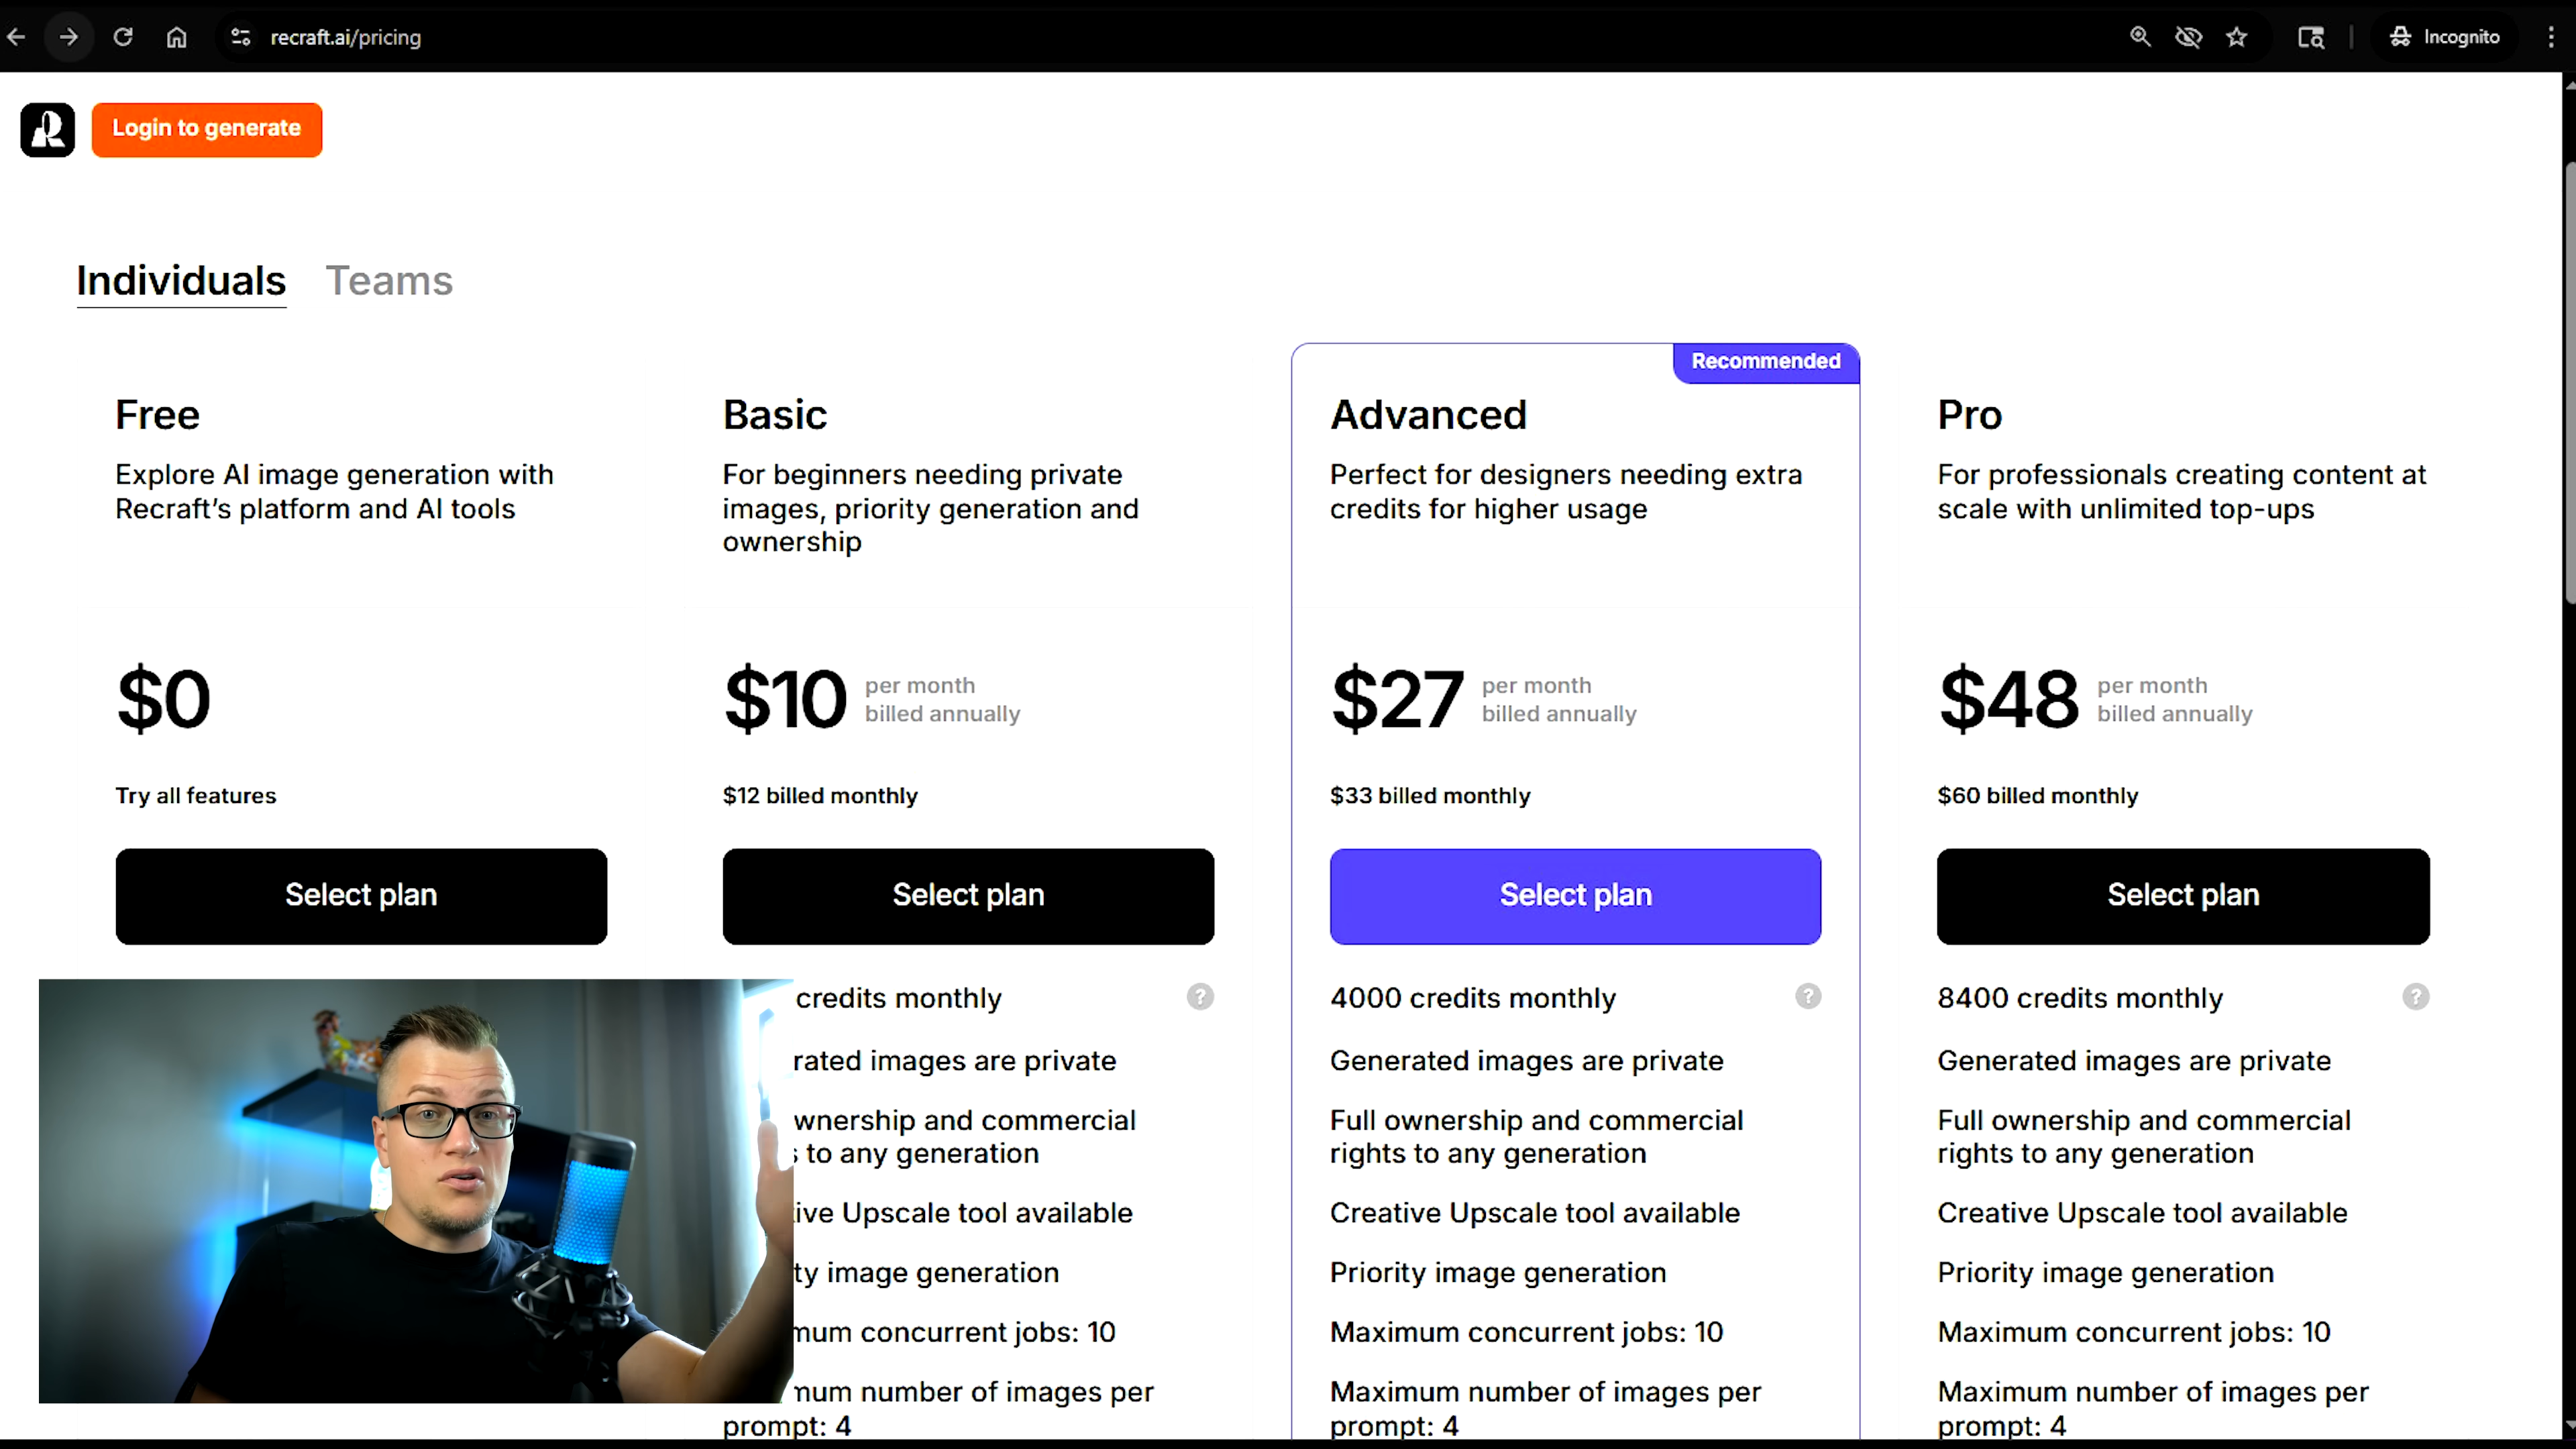 recraft.ai/pricing
Incognito
Login to generate
Individuals
Teams
Recommended
Free
Explore AI image generation with
Recraft's platform and AI tools
$0
Try all features
Select plan
Basic
For beginners needing private
images, priority generation and
ownership
$10
per month
billed annually
$12 billed monthly
Select plan
credits monthly
images are private
and commercial
to any generation
Upscale tool available
image generation
concurrent jobs: 10
number of images per
prompt: 4
Advanced
Perfect for designers needing extra
credits for higher usage
$27
per month
billed annually
$33 billed monthly
Select plan
4000 credits monthly
?
Generated images are private
Full ownership and commercial
rights to any generation
Creative Upscale tool available
Priority image generation
Maximum concurrent jobs: 10
Maximum number of images per
prompt: 4
Pro
For professionals creating content at
scale with unlimited top-ups
$48
per month
billed annually
$60 billed monthly
Select plan
8400 credits monthly
?
Generated images are private
Full ownership and commercial
rights to any generation
Creative Upscale tool available
Priority image generation
Maximum concurrent jobs: 10
Maximum number of images per
prompt: 4